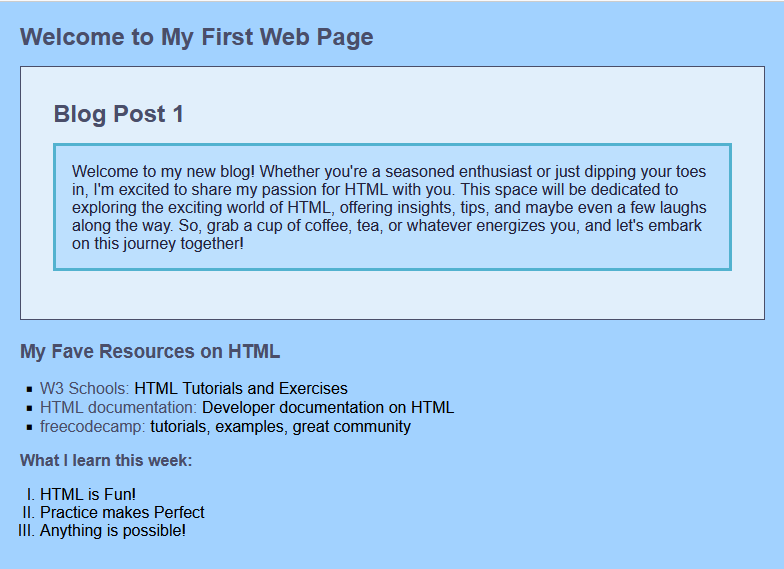 Welcome to My First Web Page
Blog Post 1
Welcome to my new blog! Whether you're a seasoned enthusiast or just dipping your toes
in, I'm excited to share my passion for HTML with you. This space will be dedicated to
exploring the exciting world of HTML, offering insights, tips, and maybe even a few laughs
along the way. So, grab a cup of coffee, tea, or whatever energizes you, and let's embark
on this journey together!
My Fave Resources on HTML
▪ W3 Schools: HTML Tutorials and Exercises
▪ HTML documentation: Developer documentation on HTML
▪ freecodecamp: tutorials, examples, great community
What I learn this week:
I. HTML is Fun!
II. Practice makes Perfect
III. Anything is possible!